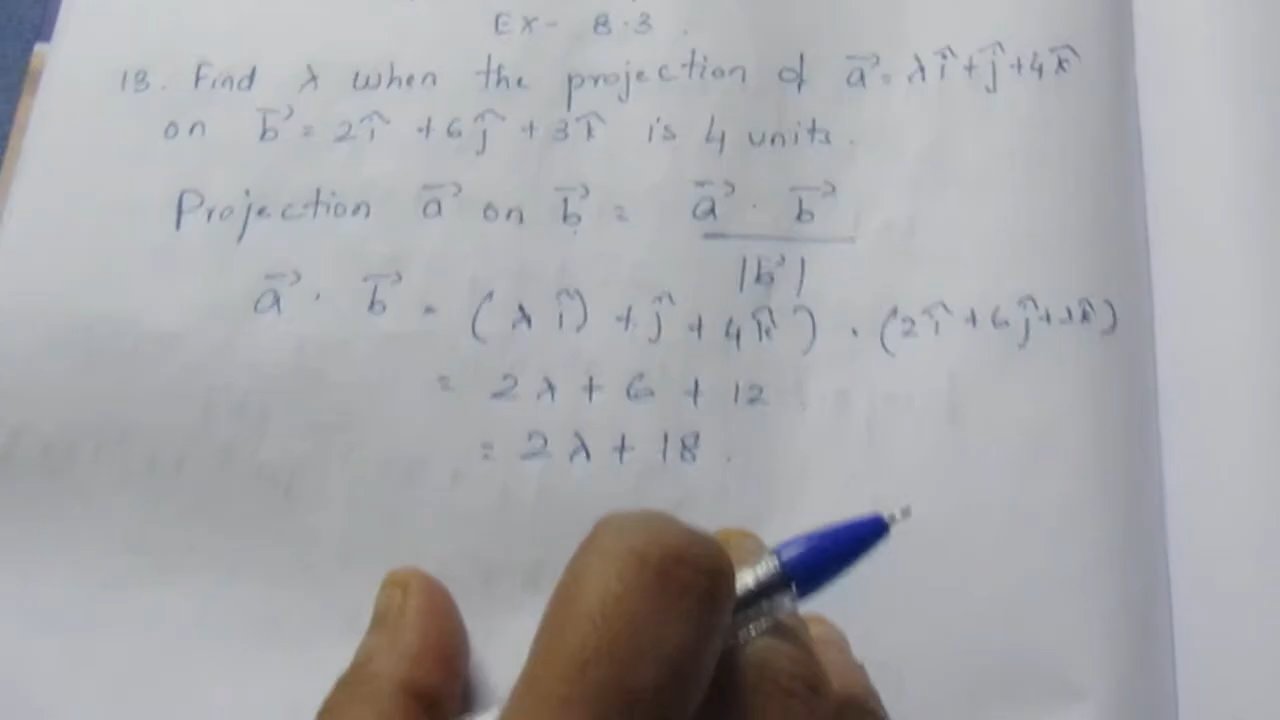 Ex- 8.3.
13. Find λ when the projection of a⃗ = λî + ĵ + 4k̂
on b⃗ = 2î + 6ĵ + 3k̂ is 4 units.
Projection a⃗ on b⃗ = a⃗ . b⃗ / |b⃗|
a⃗ . b⃗ = (λ î) + ĵ + 4k̂) . (2î + 6ĵ + 3k̂)
= 2λ + 6 + 12
= 2λ + 18.